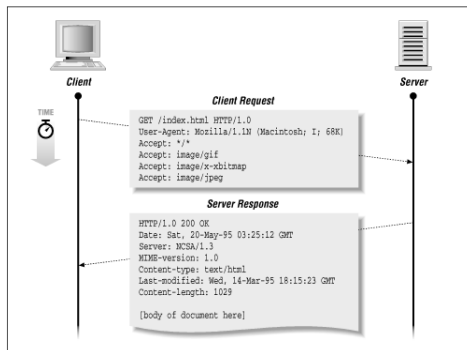 Client
Server
TIME
Client Request
GET /index.html HTTP/1.0
User-Agent: Mozilla/1.1N (Macintosh; I; 68K)
Accept: */*
Accept: image/gif
Accept: image/x-xbitmap
Accept: image/jpeg
Server Response
HTTP/1.0 200 OK
Date: Sat, 20-May-95 03:25:12 GMT
Server: NCSA/1.3
MIME-version: 1.0
Content-type: text/html
Last-modified: Wed, 14-Mar-95 18:15:23 GMT
Content-length: 1029
[body of document here]